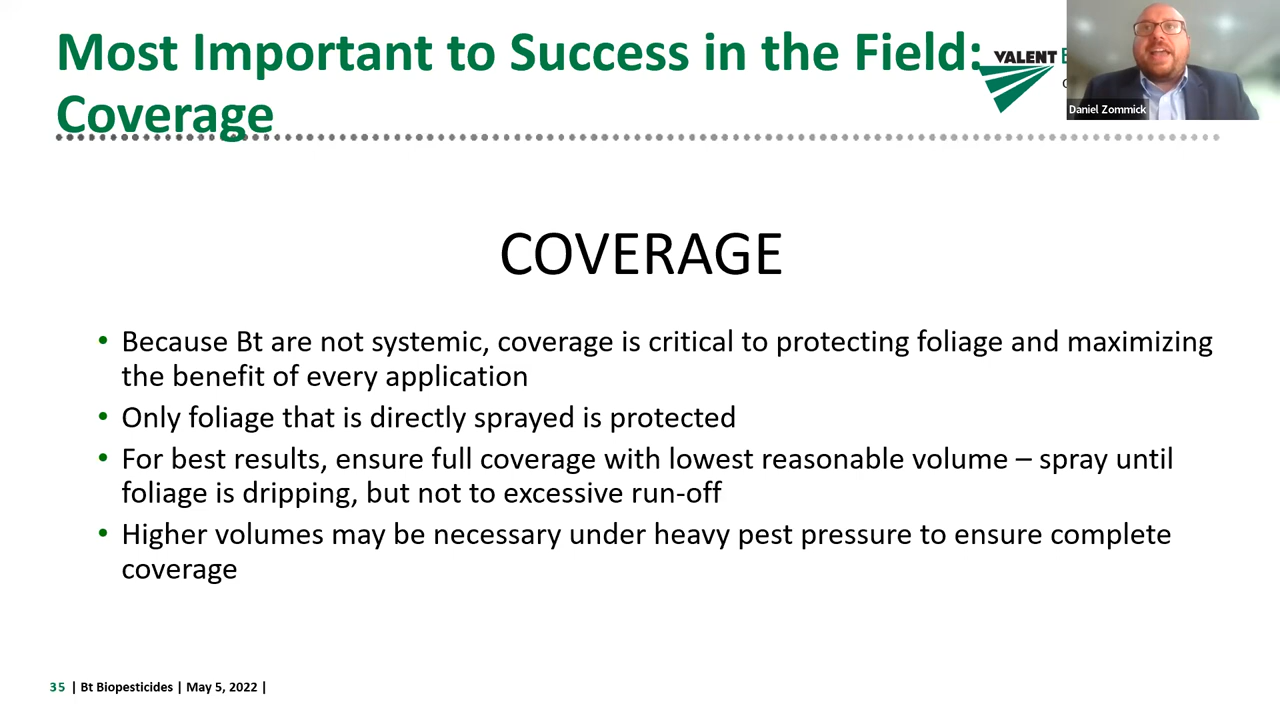 Most Important to Success in the Field:
Coverage
VALENT
Daniel Zommick
COVERAGE
• Because Bt are not systemic, coverage is critical to protecting foliage and maximizing
the benefit of every application
• Only foliage that is directly sprayed is protected
• For best results, ensure full coverage with lowest reasonable volume – spray until
foliage is dripping, but not to excessive run-off
• Higher volumes may be necessary under heavy pest pressure to ensure complete
coverage
35 | Bt Biopesticides | May 5, 2022 |